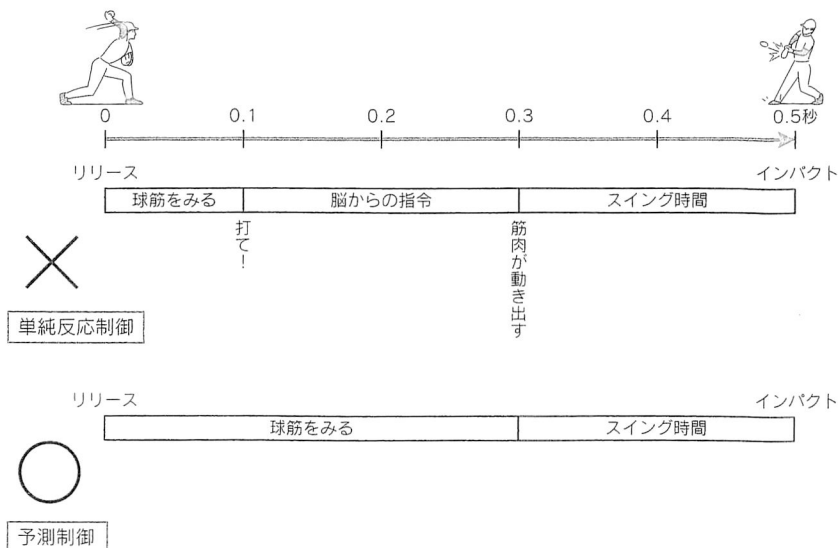 0 0.1 0.2 0.3 0.4 0.5秒
リリース インパクト
球筋をみる 脳からの指令 スイング時間
打て!
筋肉が動き出す
単純反応制御
リリース インパクト
球筋をみる スイング時間
予測制御